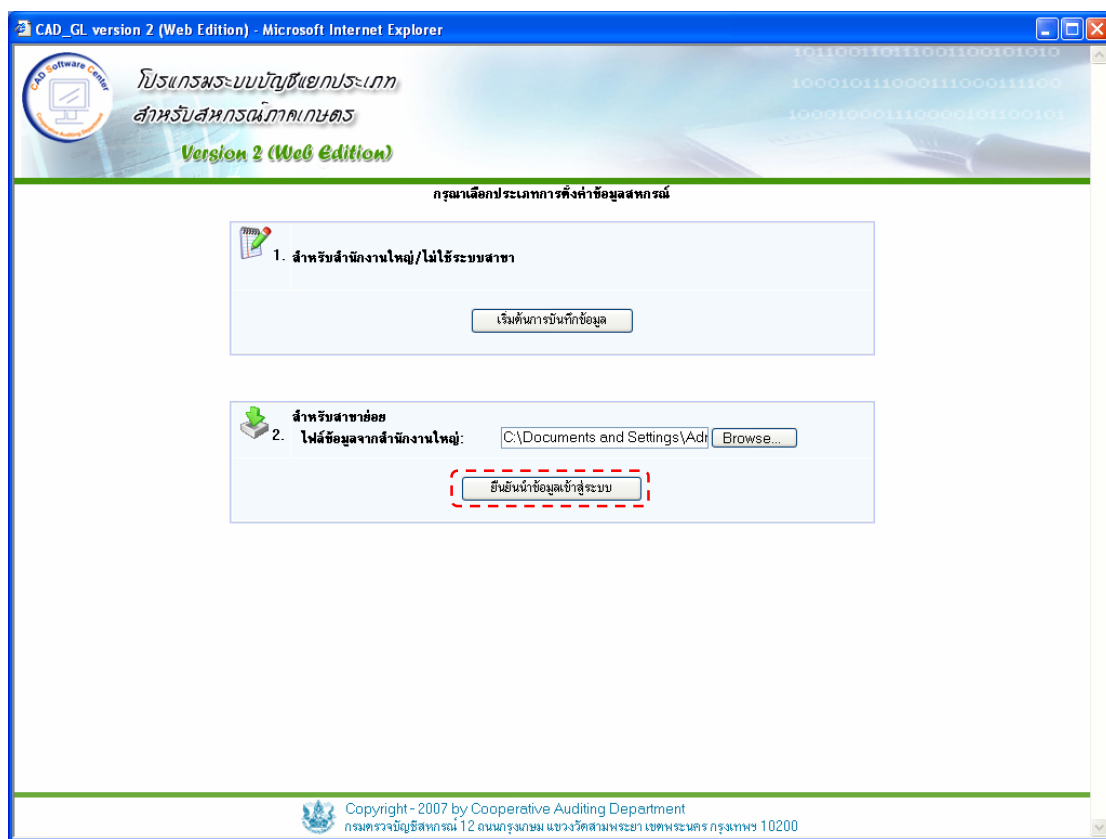 CAD_GL version 2 (Web Edition) - Microsoft Internet Explorer
CAD Software Center
Cooperative Auditing Department
โปรแกรมระบบบัญชีแยกประเภท
สำหรับสหกรณ์ภาคเกษตร
Version 2 (Web Edition)
กรุณาเลือกประเภทการตั้งค่าข้อมูลสหกรณ์
1. สำหรับสำนักงานใหญ่/ไม่ใช้ระบบสาขา
เริ่มต้นการบันทึกข้อมูล
สำหรับสาขาย่อย
2. ไฟล์ข้อมูลจากสำนักงานใหญ่: C:\Documents and Settings\Adr Browse...
ยืนยันนำข้อมูลเข้าสู่ระบบ
Copyright - 2007 by Cooperative Auditing Department
กรมตรวจบัญชีสหกรณ์ 12 ถนนกรุงเกษม แขวงวัดสามพระยา เขตพระนคร กรุงเทพฯ 10200